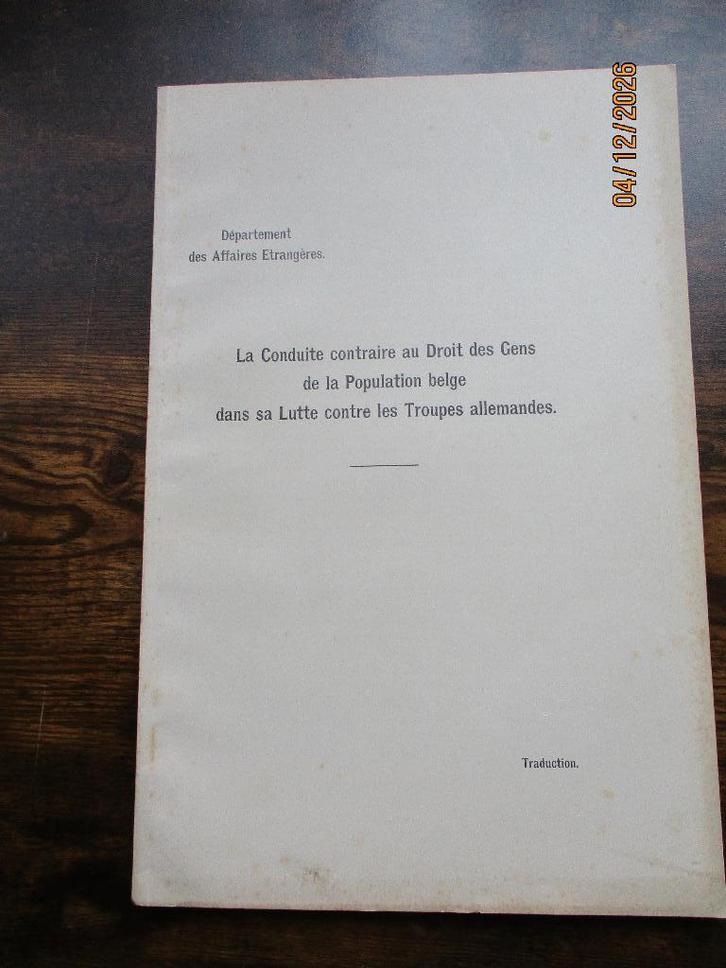 04/12/2026
Département
des Affaires Etrangères.
La Conduite contraire au Droit des Gens
de la Population belge
dans sa Lutte contre les Troupes allemandes.
Traduction.